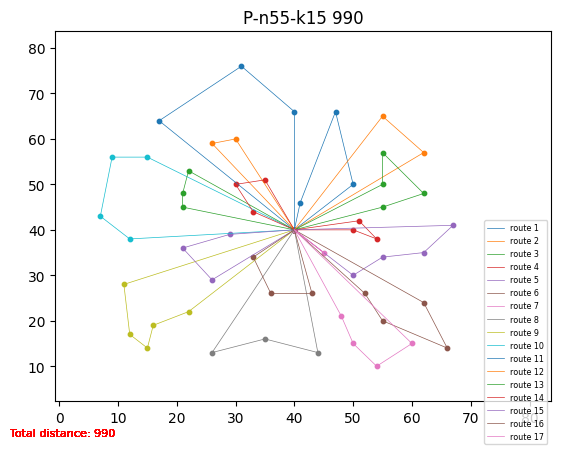 P-n55-k15 990
80
70
60
50
40
30
20
10
0 10 20 30 40 50 60 70
route 1
route 2
route 3
route 4
route 5
route 6
route 7
route 8
route 9
route 10
route 11
route 12
route 13
route 14
route 15
route 16
route 17
Total distance: 990